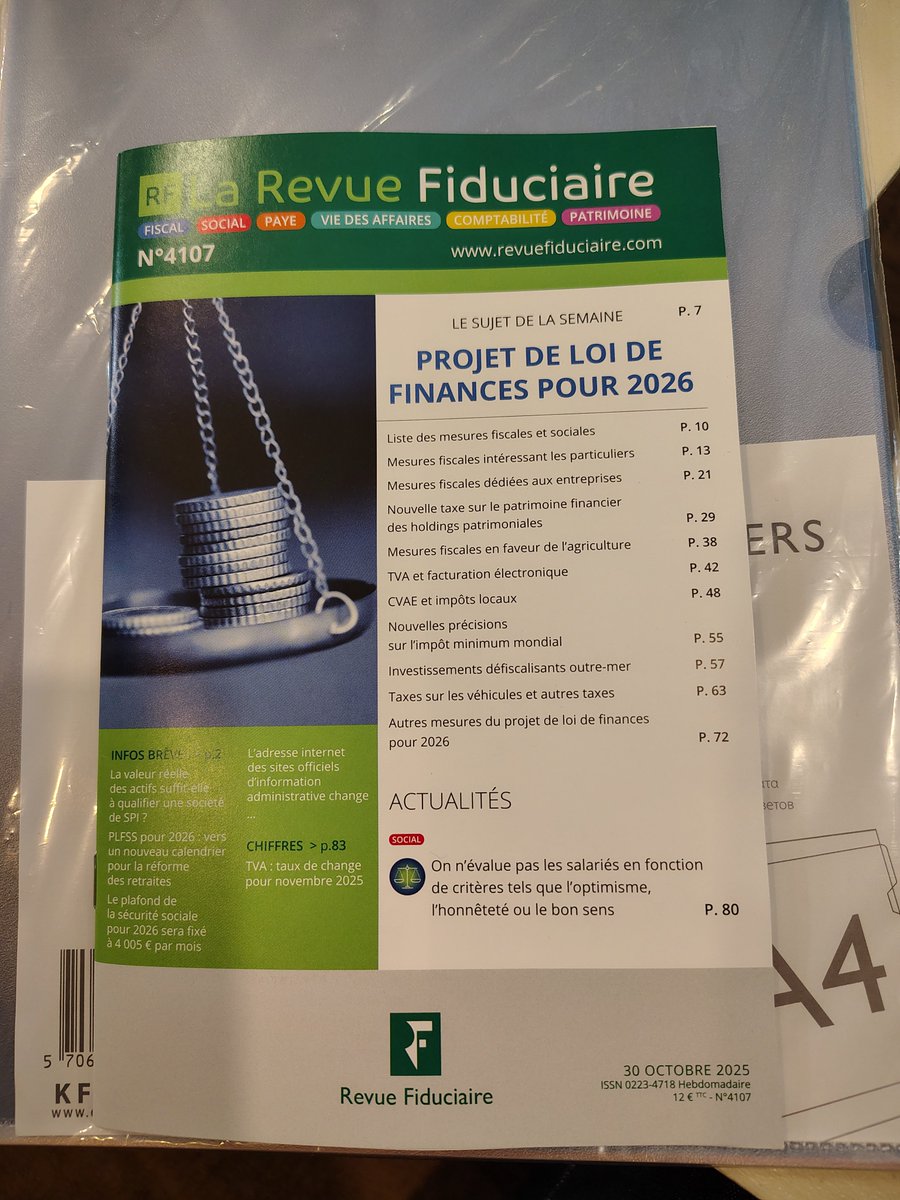 RF La Revue Fiduciaire
FISCAL SOCIAL PAYE VIE DES AFFAIRES COMPTABILITÉ PATRIMOINE
N°4107
www.revuefiduciaire.com
LE SUJET DE LA SEMAINE P. 7
PROJET DE LOI DE
FINANCES POUR 2026
Liste des mesures fiscales et sociales P. 10
Mesures fiscales intéressant les particuliers P. 13
Mesures fiscales dédiées aux entreprises P. 21
Nouvelle taxe sur le patrimoine financier
des holdings patrimoniales P. 29
Mesures fiscales en faveur de l'agriculture P. 38
TVA et facturation électronique P. 42
CVAE et impôts locaux P. 48
Nouvelles précisions
sur l'impôt minimum mondial P. 55
Investissements défiscalisants outre-mer P. 57
Taxes sur les véhicules et autres taxes P. 63
Autres mesures du projet de loi de finances
pour 2026 P. 72
ACTUALITÉS
SOCIAL
On n'évalue pas les salariés en fonction
de critères tels que l'optimisme,
l'honnêteté ou le bon sens P. 80
INFOS BRÈVES > p.2
La valeur réelle
des actifs suffit-elle
à qualifier une société
de SPI ?
PLFSS pour 2026 : vers
un nouveau calendrier
pour la réforme
des retraites
Le plafond de
la sécurité sociale
pour 2026 sera fixé
à 4 005 € par mois
L'adresse internet
des sites officiels
d'information
administrative change
...
CHIFFRES > p.83
TVA : taux de change
pour novembre 2025
RF
Revue Fiduciaire
30 OCTOBRE 2025
ISSN 0223-4718 Hebdomadaire
12 € TTC - N°4107
ERS
A4
5 706
KF
www.